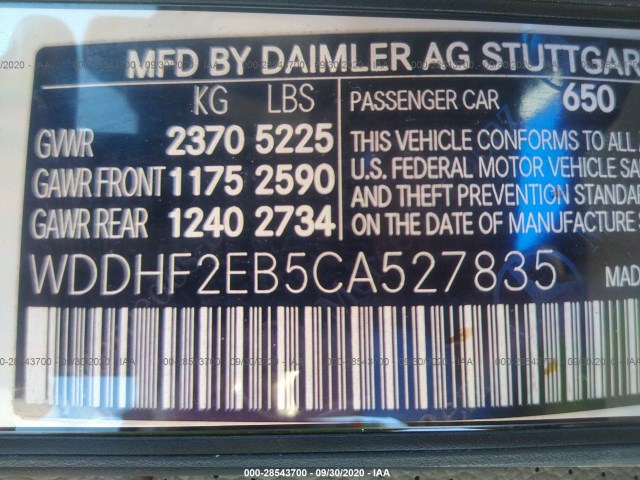 MFD BY DAIMLER AG STUTTGAR
KG LBS
PASSENGER CAR 650
GVWR 2370 5225
GAWR FRONT 1175 2590
GAWR REAR 1240 2734
THIS VEHICLE CONFORMS TO ALL
U.S. FEDERAL MOTOR VEHICLE SA
AND THEFT PREVENTION STANDA
ON THE DATE OF MANUFACTURE
WDDHF2EB5CA527835
MAD
000-28543700 - 09/30/2020 - IAA